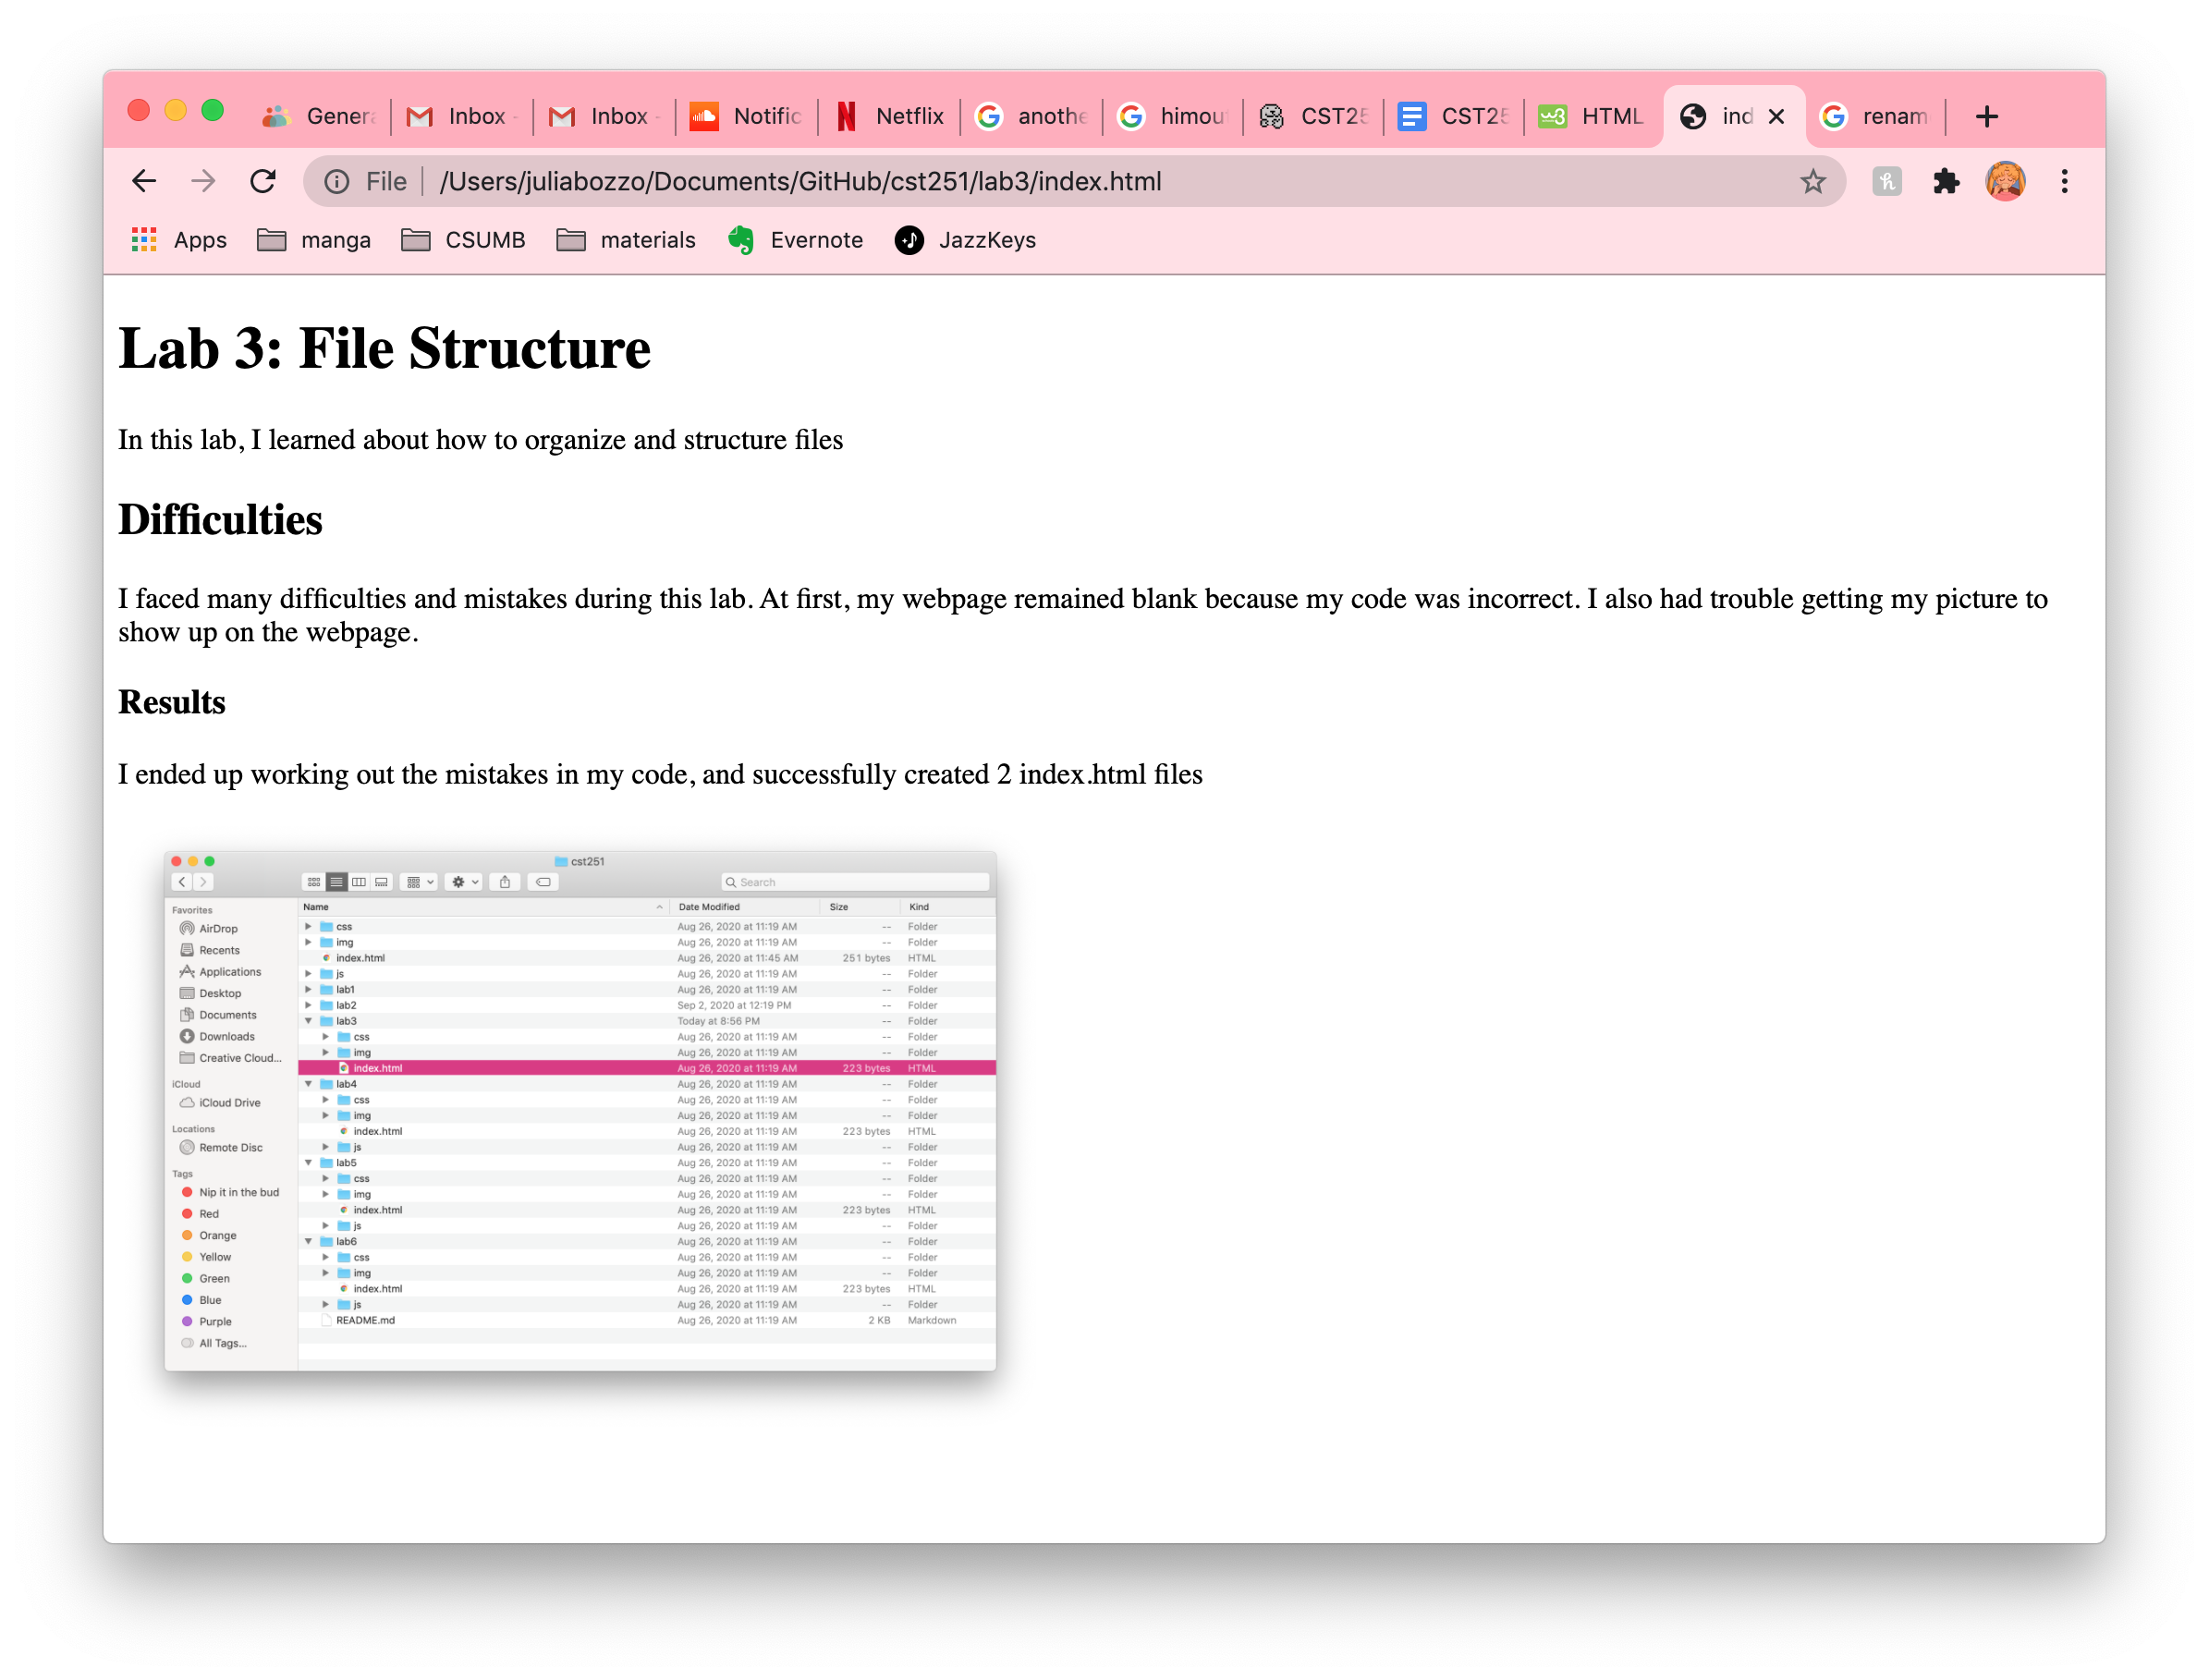 Genera Inbox - Inbox - Notific Netflix anothe himou CST25 CST25 HTML ind renam
File /Users/juliabozzo/Documents/GitHub/cst251/lab3/index.html
Apps manga CSUMB materials Evernote JazzKeys
Lab 3: File Structure
In this lab, I learned about how to organize and structure files
Difficulties
I faced many difficulties and mistakes during this lab. At first, my webpage remained blank because my code was incorrect. I also had trouble getting my picture to
show up on the webpage.
Results
I ended up working out the mistakes in my code, and successfully created 2 index.html files
cst251
Search
Favorites
AirDrop
Recents
Applications
Desktop
Documents
Downloads
Creative Cloud...
iCloud
iCloud Drive
Locations
Remote Disc
Tags
Nip it in the bud
Red
Orange
Yellow
Green
Blue
Purple
All Tags...
Name Date Modified Size Kind
css Aug 26, 2020 at 11:19 AM -- Folder
img Aug 26, 2020 at 11:19 AM -- Folder
index.html Aug 26, 2020 at 11:45 AM 251 bytes HTML
js Aug 26, 2020 at 11:19 AM -- Folder
lab1 Aug 26, 2020 at 11:19 AM -- Folder
lab2 Sep 2, 2020 at 12:19 PM -- Folder
lab3 Today at 8:56 PM -- Folder
css Aug 26, 2020 at 11:19 AM -- Folder
img Aug 26, 2020 at 11:19 AM -- Folder
index.html Aug 26, 2020 at 11:19 AM 223 bytes HTML
lab4 Aug 26, 2020 at 11:19 AM -- Folder
css Aug 26, 2020 at 11:19 AM -- Folder
img Aug 26, 2020 at 11:19 AM -- Folder
index.html Aug 26, 2020 at 11:19 AM 223 bytes HTML
js Aug 26, 2020 at 11:19 AM -- Folder
lab5 Aug 26, 2020 at 11:19 AM -- Folder
css Aug 26, 2020 at 11:19 AM -- Folder
img Aug 26, 2020 at 11:19 AM -- Folder
index.html Aug 26, 2020 at 11:19 AM 223 bytes HTML
js Aug 26, 2020 at 11:19 AM -- Folder
lab6 Aug 26, 2020 at 11:19 AM -- Folder
css Aug 26, 2020 at 11:19 AM -- Folder
img Aug 26, 2020 at 11:19 AM -- Folder
index.html Aug 26, 2020 at 11:19 AM 223 bytes HTML
js Aug 26, 2020 at 11:19 AM -- Folder
README.md Aug 26, 2020 at 11:19 AM 2 KB Markdown